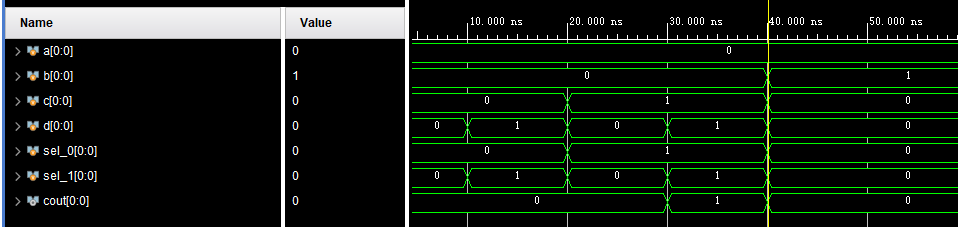 Name Value 10.000 ns 20.000 ns 30.000 ns 40.000 ns 50.000 ns
a[0:0] 0 0
b[0:0] 1 0 1
c[0:0] 0 0 1 0
d[0:0] 0 0 1 0 1 0
sel_0[0:0] 0 0 1 0
sel_1[0:0] 0 0 1 0 1 0
cout[0:0] 0 0 1 0